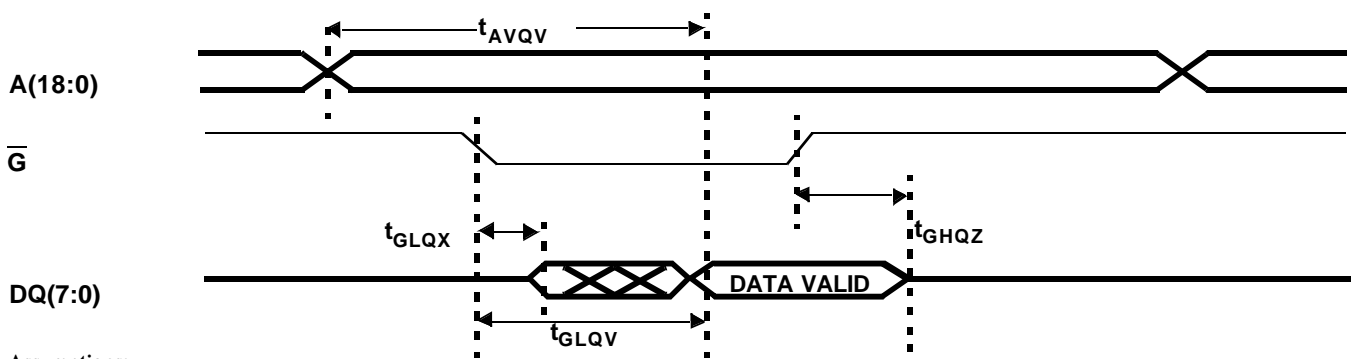 tAVQV
A(18:0)
G
tGLQX
tGHQZ
DQ(7:0)
DATA VALID
tGLQV